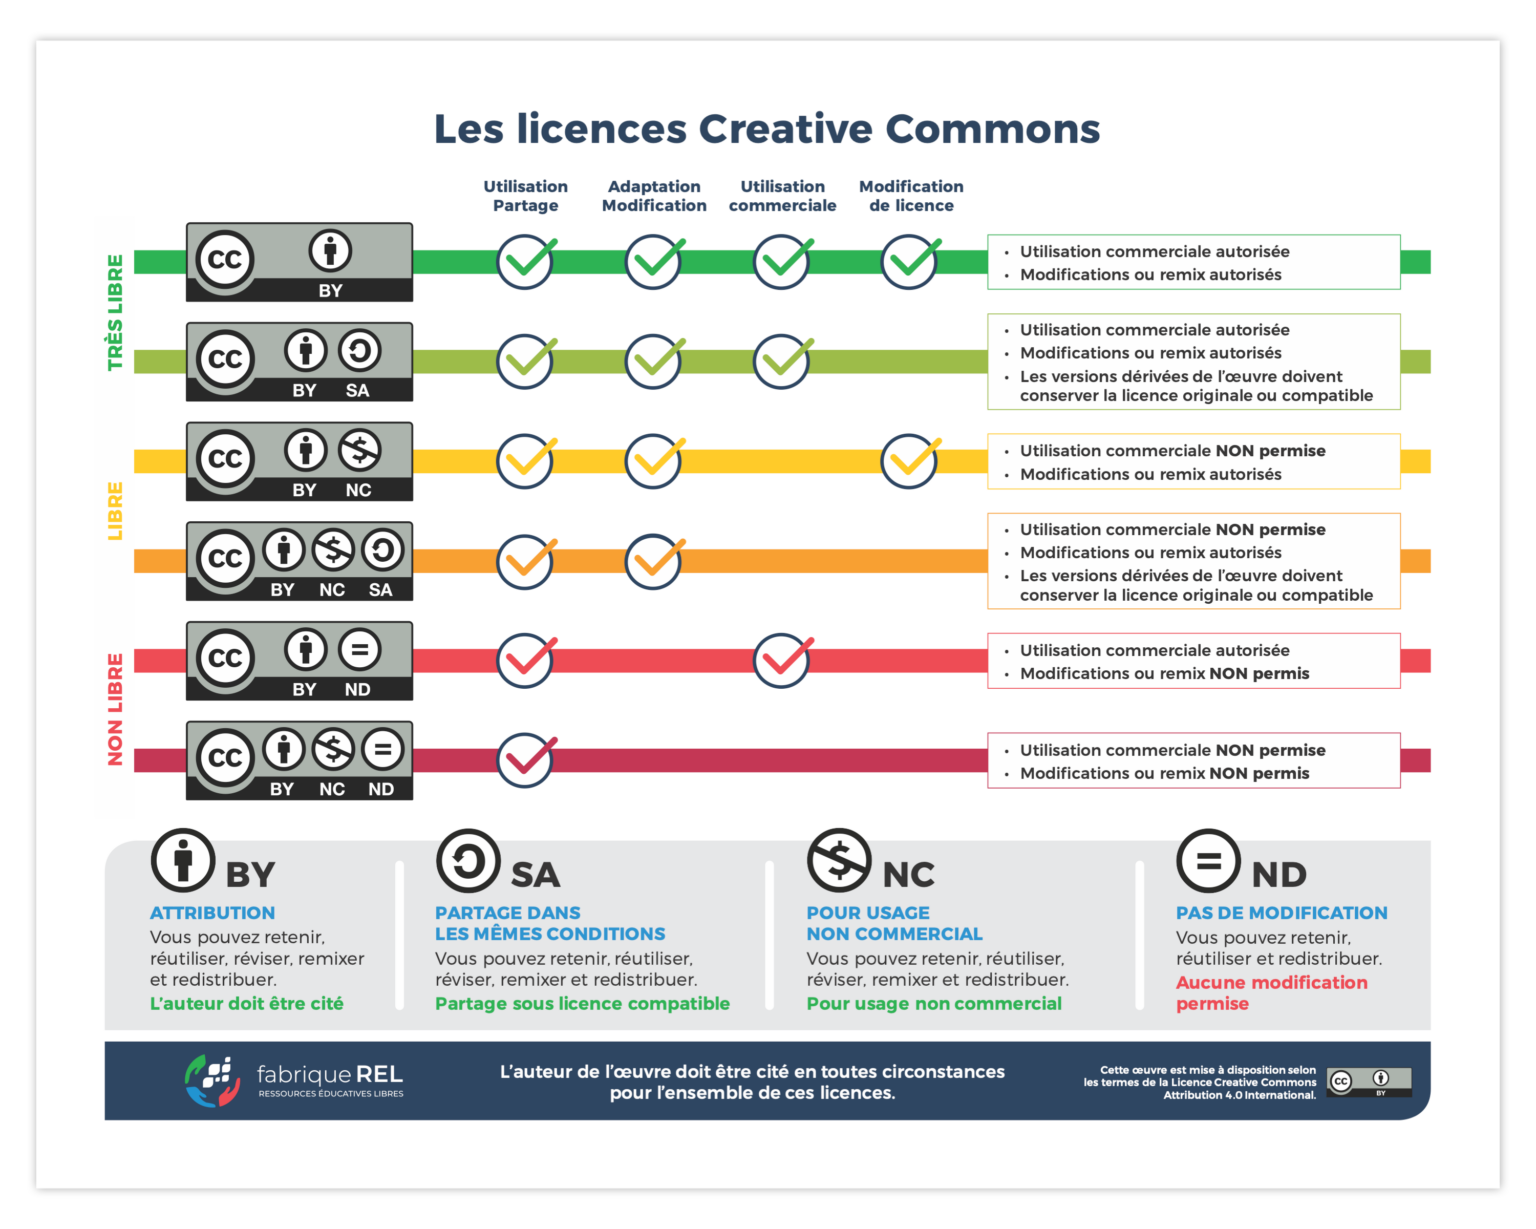 Les licences Creative Commons
Utilisation
Partage
Adaptation
Modification
Utilisation
commerciale
Modification
de licence
TRÈS LIBRE
CC
BY
• Utilisation commerciale autorisée
• Modifications ou remix autorisés
CC
BY SA
• Utilisation commerciale autorisée
• Modifications ou remix autorisés
• Les versions dérivées de l'œuvre doivent
conserver la licence originale ou compatible
LIBRE
CC
BY NC
• Utilisation commerciale NON permise
• Modifications ou remix autorisés
CC
BY NC SA
• Utilisation commerciale NON permise
• Modifications ou remix autorisés
• Les versions dérivées de l'œuvre doivent
conserver la licence originale ou compatible
NON LIBRE
CC
BY ND
• Utilisation commerciale autorisée
• Modifications ou remix NON permis
CC
BY NC ND
• Utilisation commerciale NON permise
• Modifications ou remix NON permis
BY
ATTRIBUTION
Vous pouvez retenir,
réutiliser, réviser, remixer
et redistribuer.
L'auteur doit être cité
SA
PARTAGE DANS
LES MÊMES CONDITIONS
Vous pouvez retenir, réutiliser,
réviser, remixer et redistribuer.
Partage sous licence compatible
NC
POUR USAGE
NON COMMERCIAL
Vous pouvez retenir, réutiliser,
réviser, remixer et redistribuer.
Pour usage non commercial
ND
PAS DE MODIFICATION
Vous pouvez retenir,
réutiliser et redistribuer.
Aucune modification
permise
fabrique REL
RESSOURCES ÉDUCATIVES LIBRES
L'auteur de l'œuvre doit être cité en toutes circonstances
pour l'ensemble de ces licences.
Cette œuvre est mise à disposition selon
les termes de la Licence Creative Commons
Attribution 4.0 International.
CC
BY